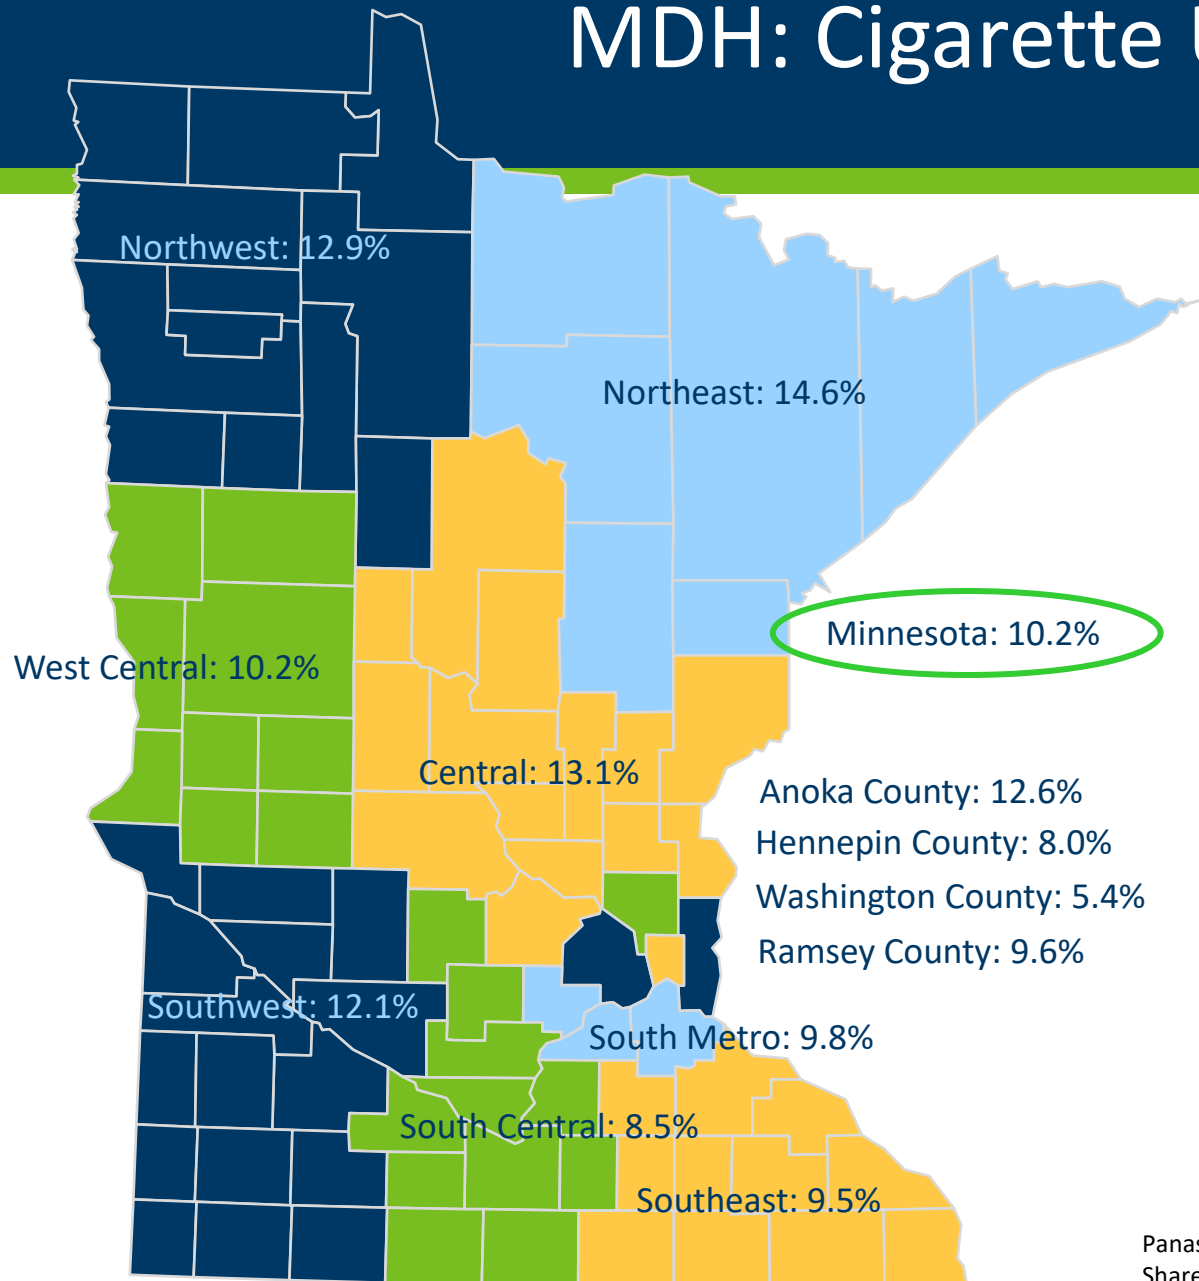 MDH: Cigarette
Northwest: 12.9%
Northeast: 14.6%
Minnesota: 10.2%
West Central: 10.2%
Central: 13.1%
Anoka County: 12.6%
Hennepin County: 8.0%
Washington County: 5.4%
Ramsey County: 9.6%
Southwest: 12.1%
South Metro: 9.8%
South Central: 8.5%
Southeast: 9.5%